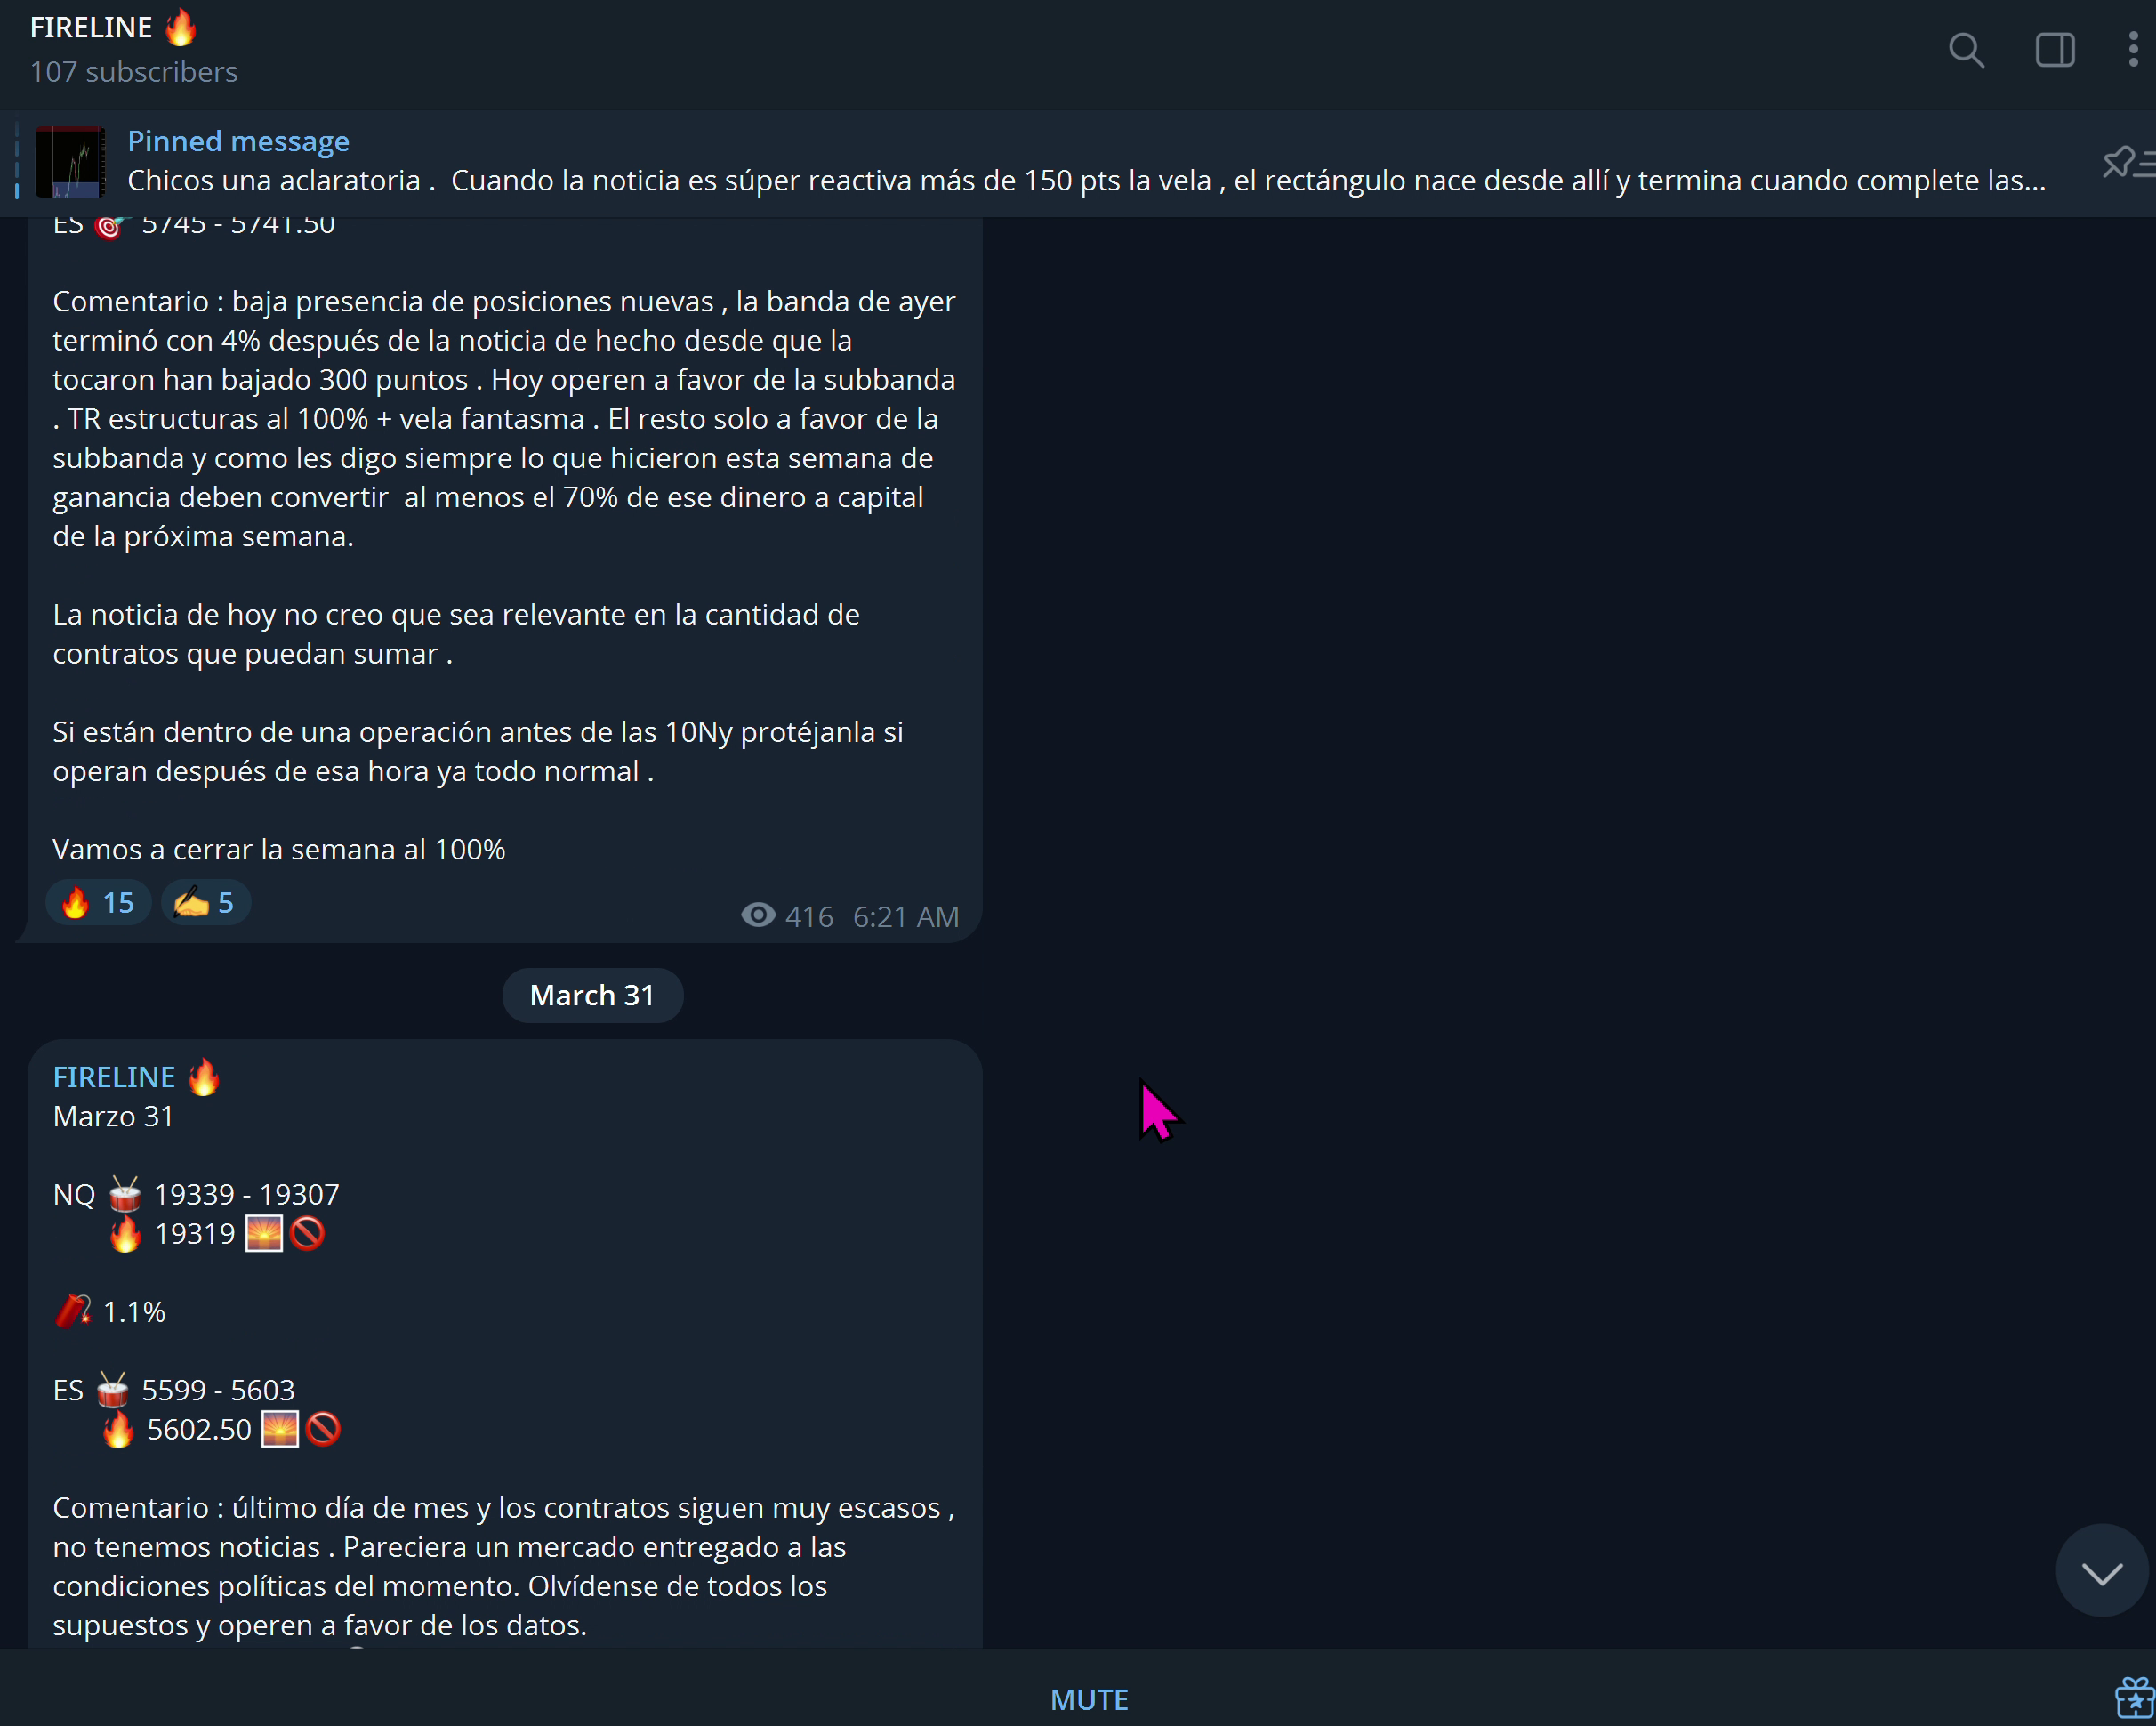 FIRELINE 🔥
107 subscribers
Pinned message
Chicos una aclaratoria .  Cuando la noticia es súper reactiva más de 150 pts la vela , el rectángulo nace desde allí y termina cuando complete las...
ES 🎯 5745 - 5741.50
Comentario : baja presencia de posiciones nuevas , la banda de ayer
terminó con 4% después de la noticia de hecho desde que la
tocaron han bajado 300 puntos . Hoy operen a favor de la subbanda
. TR estructuras al 100% + vela fantasma . El resto solo a favor de la
subbanda y como les digo siempre lo que hicieron esta semana de
ganancia deben convertir  al menos el 70% de ese dinero a capital
de la próxima semana.
La noticia de hoy no creo que sea relevante en la cantidad de
contratos que puedan sumar .
Si están dentro de una operación antes de las 10Ny protéjanla si
operan después de esa hora ya todo normal .
Vamos a cerrar la semana al 100%
🔥 15 ✍️ 5
416 6:21 AM
March 31
FIRELINE 🔥
Marzo 31
NQ 🥁 19339 - 19307
🔥 19319 🌅🚫
🧨 1.1%
ES 🥁 5599 - 5603
🔥 5602.50 🌅🚫
Comentario : último día de mes y los contratos siguen muy escasos ,
no tenemos noticias . Pareciera un mercado entregado a las
condiciones políticas del momento. Olvídense de todos los
supuestos y operen a favor de los datos.
MUTE